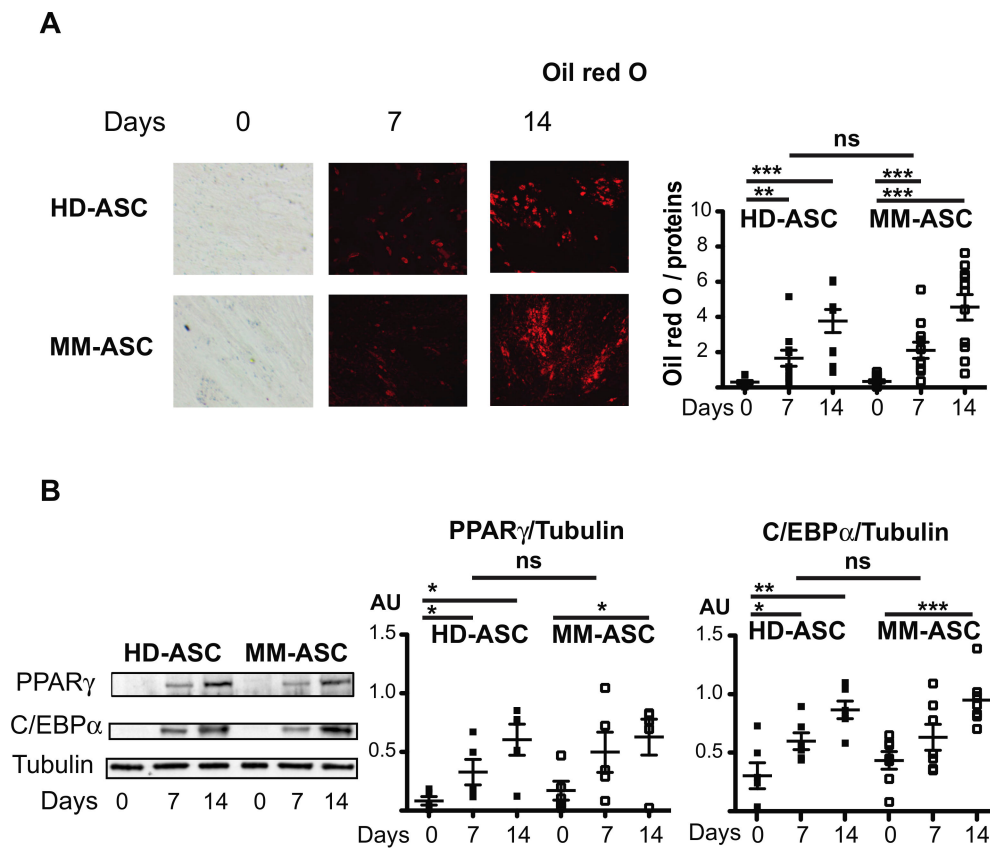 A
Oil red O
Days 0 7 14
HD-ASC
MM-ASC
ns
*** ***
** ***
HD-ASC MM-ASC
Oil red O / proteins
10
8
6
4
2
Days 0 7 14 0 7 14
B
HD-ASC MM-ASC
PPARγ
C/EBPα
Tubulin
Days 0 7 14 0 7 14
PPARγ/Tubulin
ns
*
* *
AU
HD-ASC MM-ASC
1.5
1.0
0.5
Days 0 7 14 0 7 14
C/EBPα/Tubulin
ns
**
* ***
AU
HD-ASC MM-ASC
1.5
1.0
0.5
Days 0 7 14 0 7 14